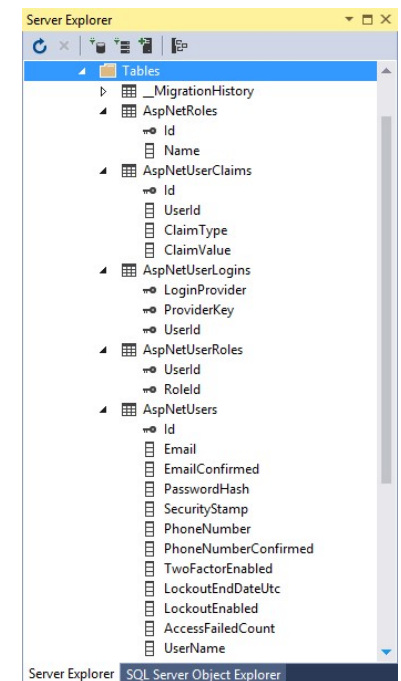 Server Explorer
Tables
__MigrationHistory
AspNetRoles
Id
Name
AspNetUserClaims
Id
UserId
ClaimType
ClaimValue
AspNetUserLogins
LoginProvider
ProviderKey
UserId
AspNetUserRoles
UserId
RoleId
AspNetUsers
Id
Email
EmailConfirmed
PasswordHash
SecurityStamp
PhoneNumber
PhoneNumberConfirmed
TwoFactorEnabled
LockoutEndDateUtc
LockoutEnabled
AccessFailedCount
UserName
Server Explorer SQL Server Object Explorer